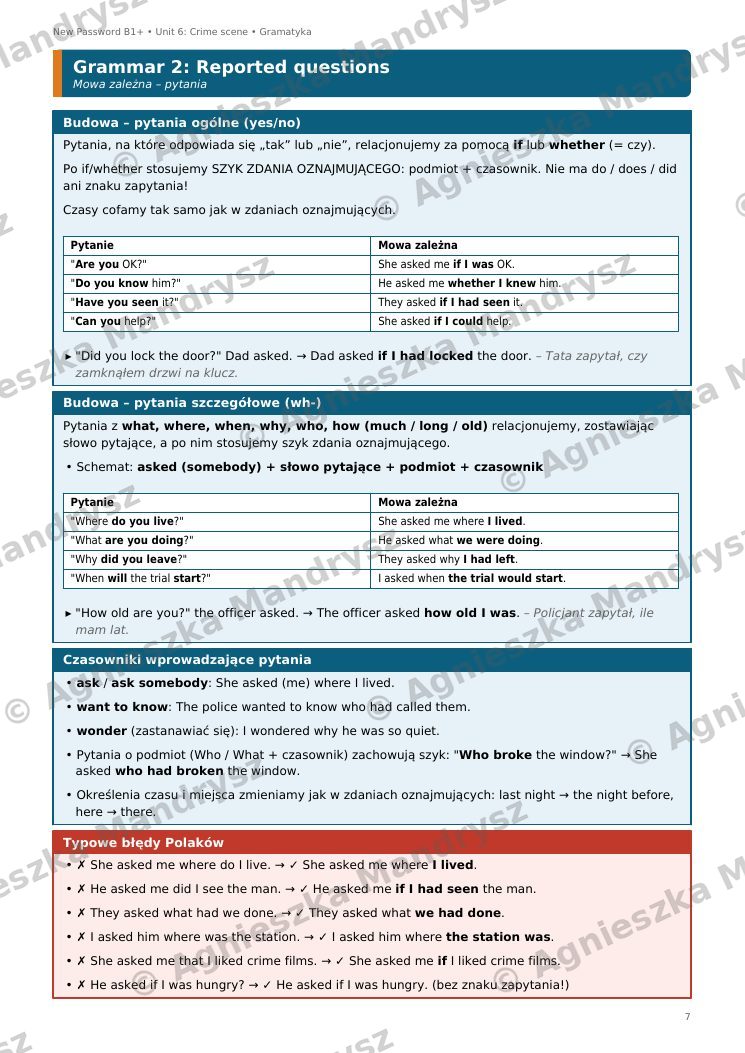 New Password B1+ • Unit 6: Crime scene • Gramatyka
Grammar 2: Reported questions
Mowa zależna – pytania
Budowa – pytania ogólne (yes/no)
Pytania, na które odpowiada się „tak” lub „nie”, relacjonujemy za pomocą if lub whether (= czy).
Po if/whether stosujemy SZYK ZDANIA OZNAJMUJĄCEGO: podmiot + czasownik. Nie ma do / does / did
ani znaku zapytania!
Czasy cofamy tak samo jak w zdaniach oznajmujących.
Pytanie Mowa zależna
"Are you OK?" She asked me if I was OK.
"Do you know him?" He asked me whether I knew him.
"Have you seen it?" They asked if I had seen it.
"Can you help?" She asked if I could help.
▸ "Did you lock the door?" Dad asked. → Dad asked if I had locked the door. – Tata zapytał, czy
zamknąłem drzwi na klucz.
Budowa – pytania szczegółowe (wh-)
Pytania z what, where, when, why, who, how (much / long / old) relacjonujemy, zostawiając
słowo pytające, a po nim stosujemy szyk zdania oznajmującego.
• Schemat: asked (somebody) + słowo pytające + podmiot + czasownik
Pytanie Mowa zależna
"Where do you live?" She asked me where I lived.
"What are you doing?" He asked what we were doing.
"Why did you leave?" They asked why I had left.
"When will the trial start?" I asked when the trial would start.
▸ "How old are you?" the officer asked. → The officer asked how old I was. – Policjant zapytał, ile
mam lat.
Czasowniki wprowadzające pytania
• ask / ask somebody: She asked (me) where I lived.
• want to know: The police wanted to know who had called them.
• wonder (zastanawiać się): I wondered why he was so quiet.
• Pytania o podmiot (Who / What + czasownik) zachowują szyk: "Who broke the window?" → She
asked who had broken the window.
• Określenia czasu i miejsca zmieniamy jak w zdaniach oznajmujących: last night → the night before,
here → there.
Typowe błędy Polaków
• ✗ She asked me where do I live. → ✓ She asked me where I lived.
• ✗ He asked me did I see the man. → ✓ He asked me if I had seen the man.
• ✗ They asked what had we done. → ✓ They asked what we had done.
• ✗ I asked him where was the station. → ✓ I asked him where the station was.
• ✗ She asked me that I liked crime films. → ✓ She asked me if I liked crime films.
• ✗ He asked if I was hungry? → ✓ He asked if I was hungry. (bez znaku zapytania!)
7
© Agnieszka Mandrysz